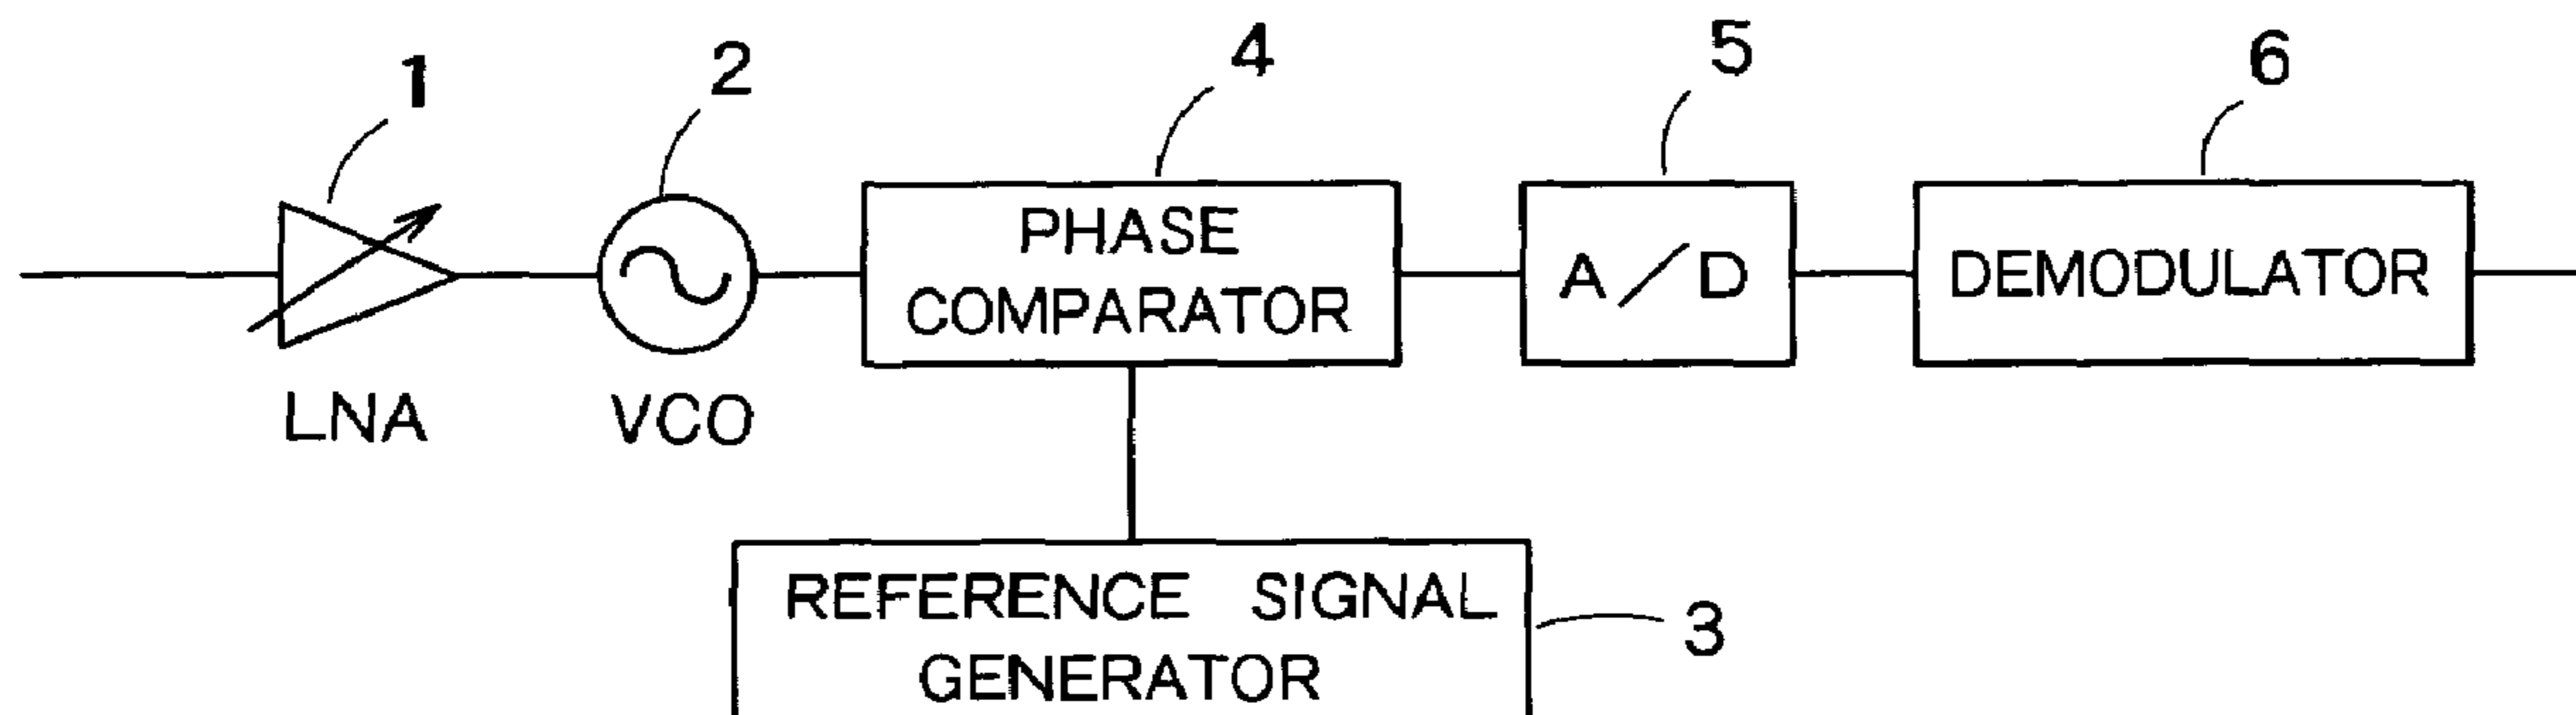 1
2
4
5
6
PHASE
COMPARATOR
A/D
DEMODULATOR
LNA
VCO
REFERENCE SIGNAL
GENERATOR
3